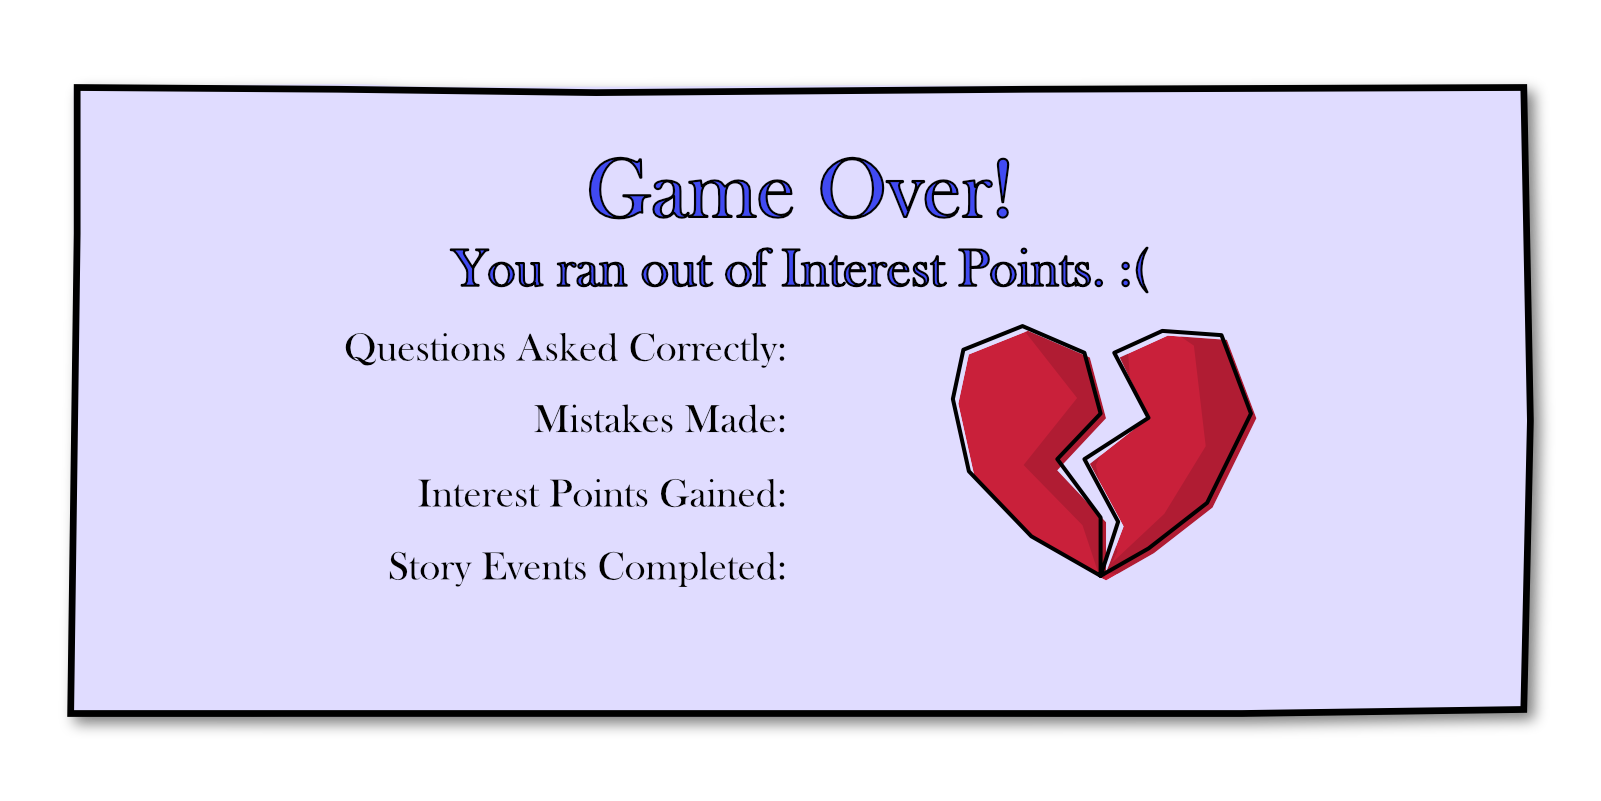 Game Over!
You ran out of Interest Points. :(
Questions Asked Correctly:
Mistakes Made:
Interest Points Gained:
Story Events Completed: